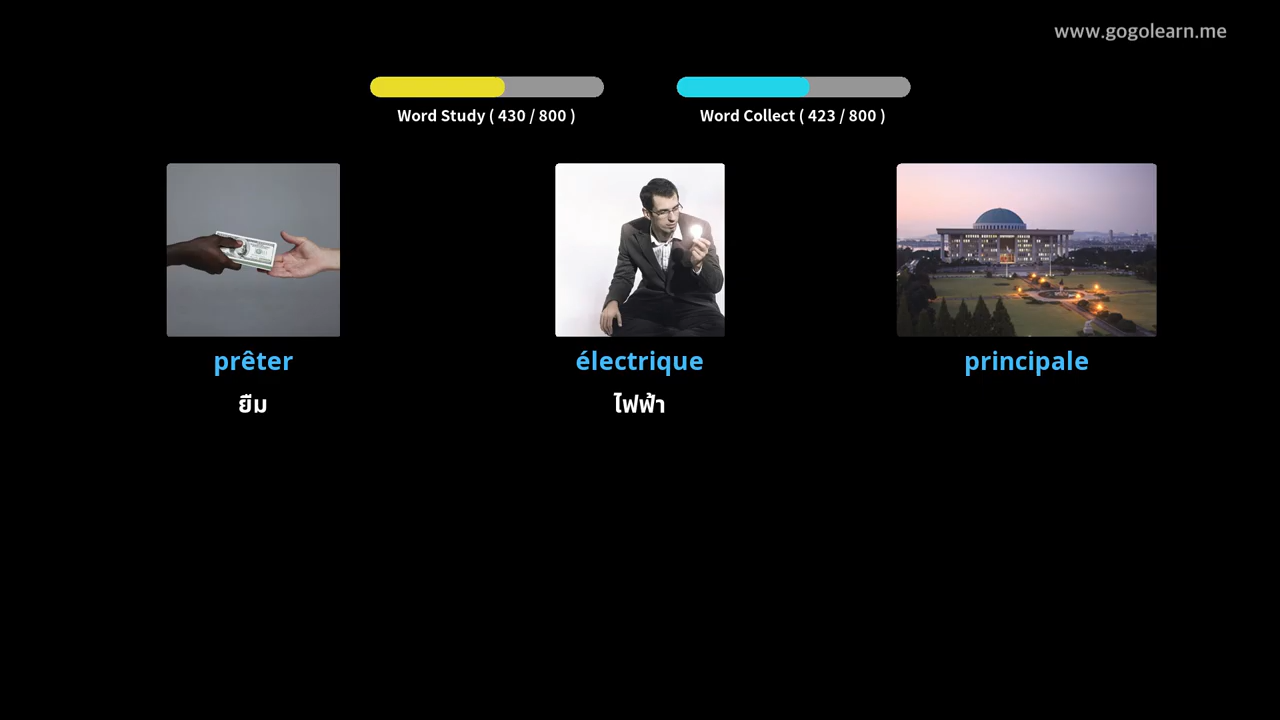 www.gogolearn.me
Word Study ( 430 / 800 )
Word Collect ( 423 / 800 )
prêter
électrique
principale
ยืม
ไฟฟ้า